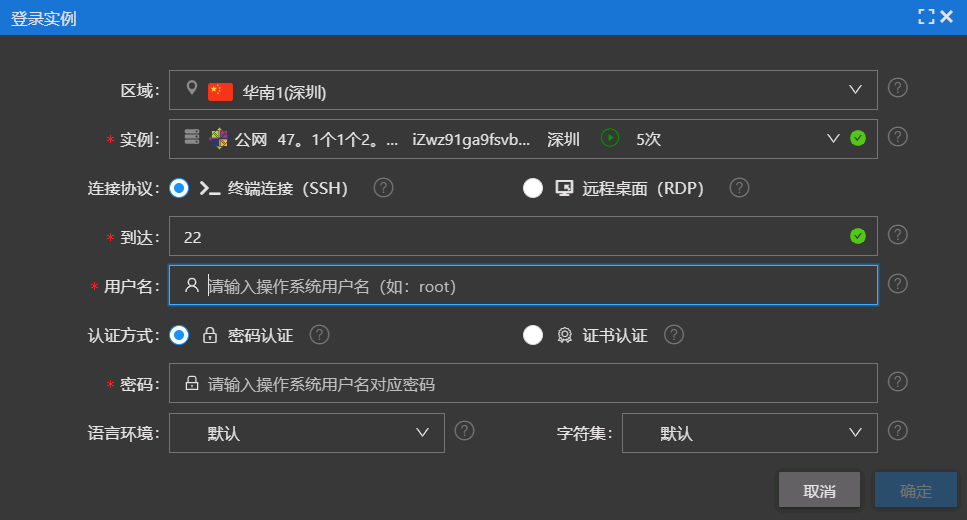 登录实例
区域：华南1(深圳)
* 实例：公网 47。1个1个2。... iZwz91ga9fsvb... 深圳 5次
连接协议：终端连接（SSH） 远程桌面（RDP）
* 到达：22
* 用户名：请输入操作系统用户名（如：root）
认证方式：密码认证 证书认证
* 密码：请输入操作系统用户名对应密码
语言环境：默认 字符集：默认
取消 确定